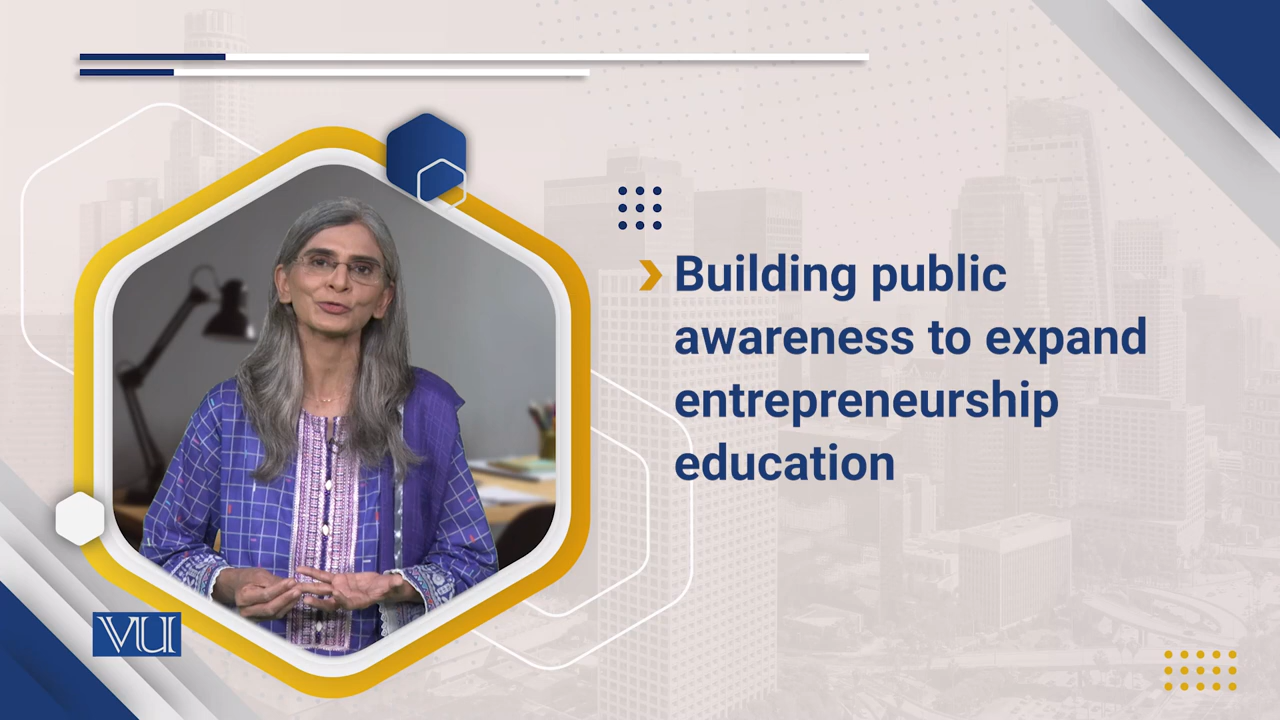 Building public
awareness to expand
entrepreneurship
education
VU